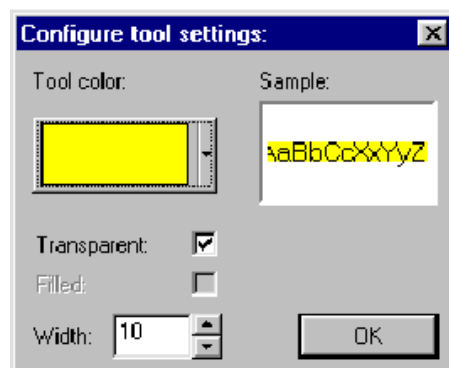 Configure tool settings:
Tool color:
Sample:
AaBbCcXxYyZ
Transparent:
Filled:
Width:
10
OK